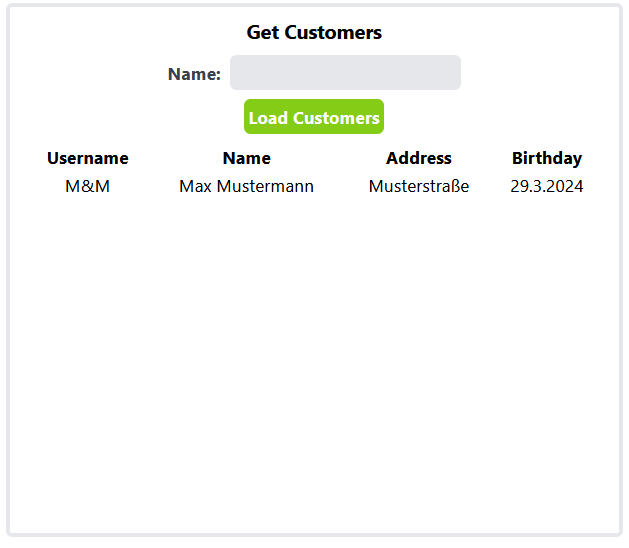 Get Customers
Name:
Load Customers
Username Name Address Birthday
M&M Max Mustermann Musterstraße 29.3.2024